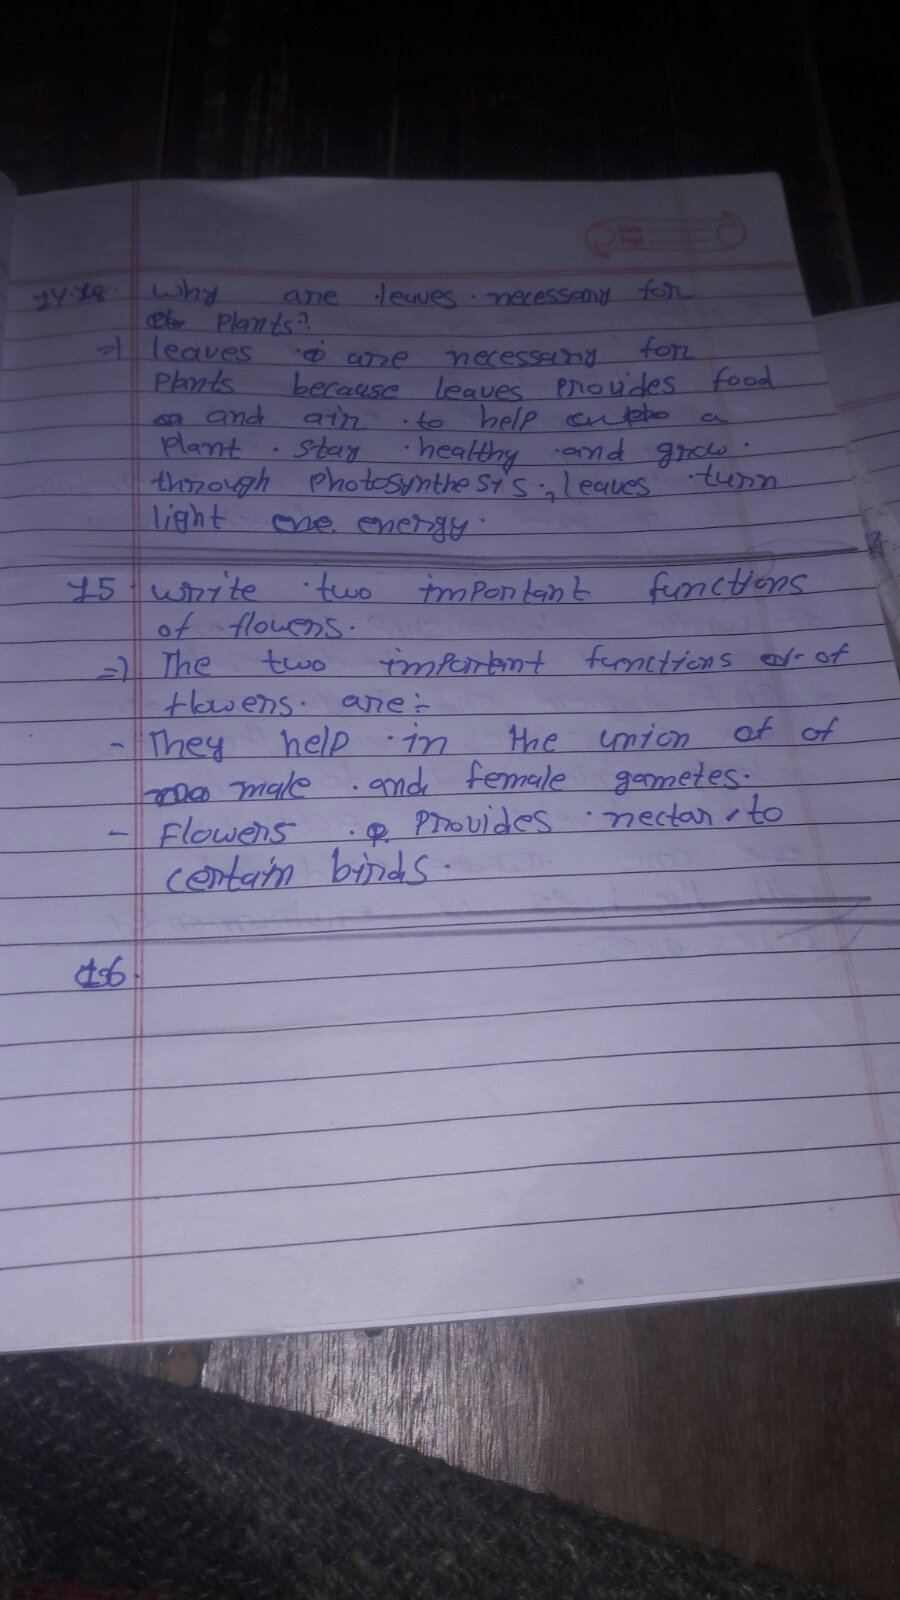 14. Why are leaves necessary for
Plants?
=) leaves are necessary for
Plants because leaves Provides food
and air to help a
Plant stay healthy and grow.
through Photosynthesis, leaves turn
light energy.
15 Write two important functions
of flowers.
=) The two important functions of
flowers are:-
- They help in the union of of
male and female gametes.
- Flowers Provides nectar to
certain birds.
16.
Date
Page